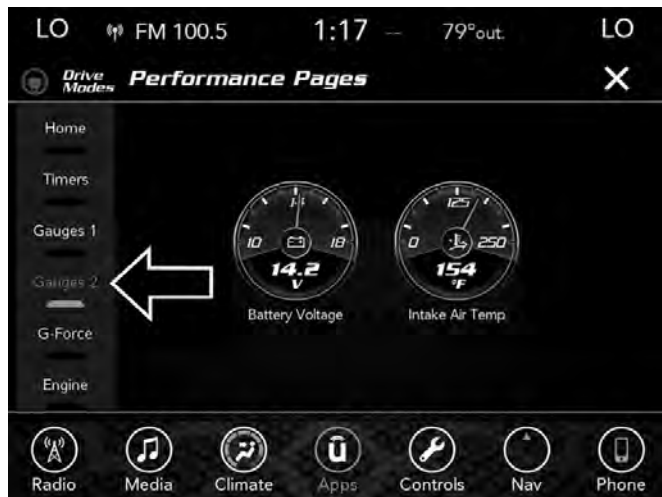 LO FM 100.5 1:17 -- 79°out. LO
Drive Modes Performance Pages X
Home
Timers
Gauges 1
Gauges 2
G-Force
Engine
14
10 18
14.2
V
Battery Voltage
125
0 250
154
°F
Intake Air Temp
Radio Media Climate Apps Controls Nav Phone